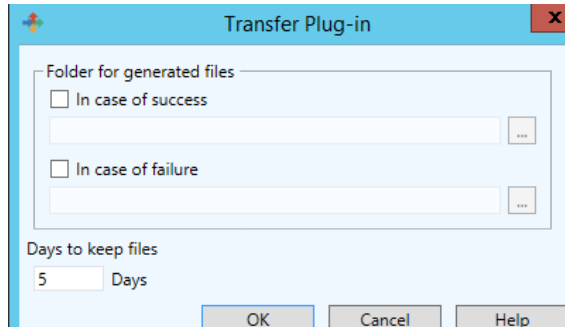 Transfer Plug-in
x
Folder for generated files
In case of success
...
In case of failure
...
Days to keep files
5 Days
OK Cancel Help